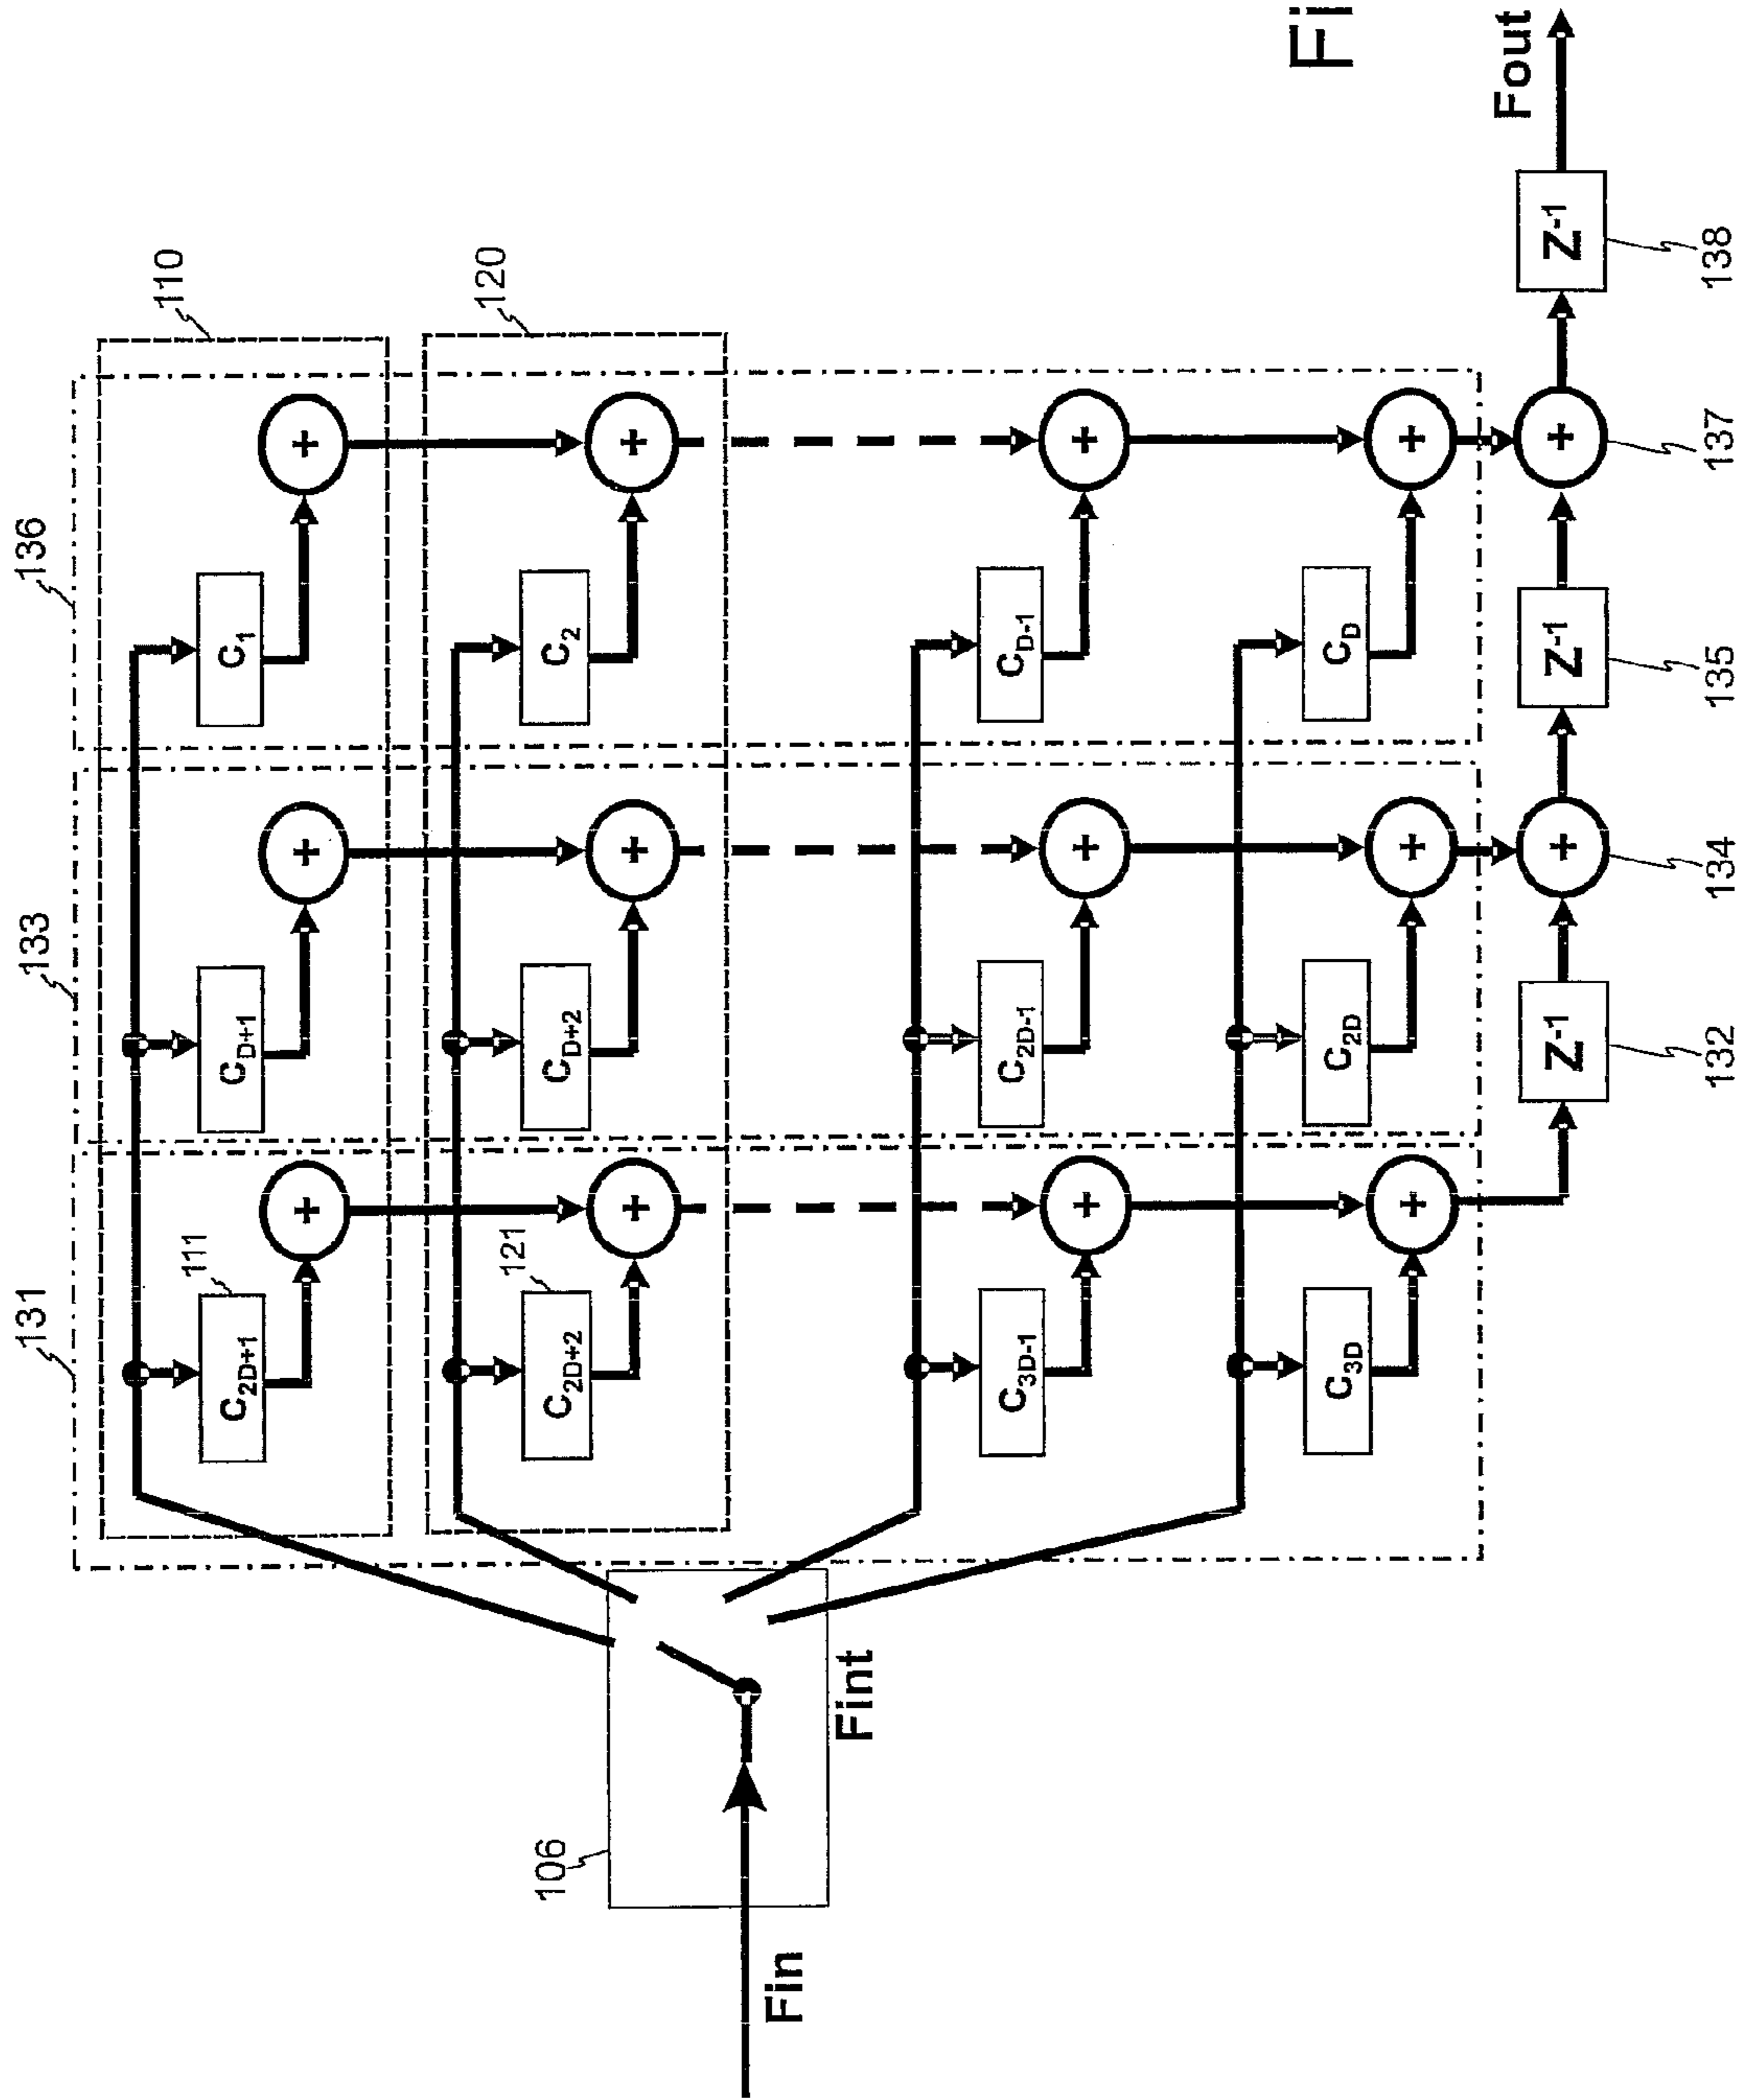 131
133
136
110
111
C2D+1
+
CD+1
+
C1
+
120
121
C2D+2
+
CD+2
+
C2
+
106
Fin
Fint
C3D-1
+
C2D-1
+
CD-1
+
C3D
+
C2D
+
CD
+
Z-1
+
Z-1
+
Z-1
Fout
132
134
135
137
138
Fi